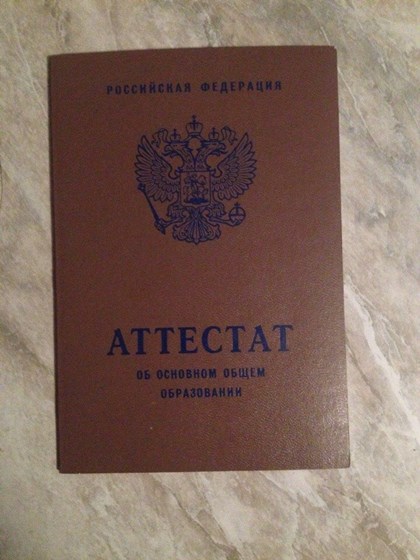 РОССИЙСКАЯ ФЕДЕРАЦИЯ
АТТЕСТАТ
ОБ ОСНОВНОМ ОБЩЕМ
ОБРАЗОВАНИИ